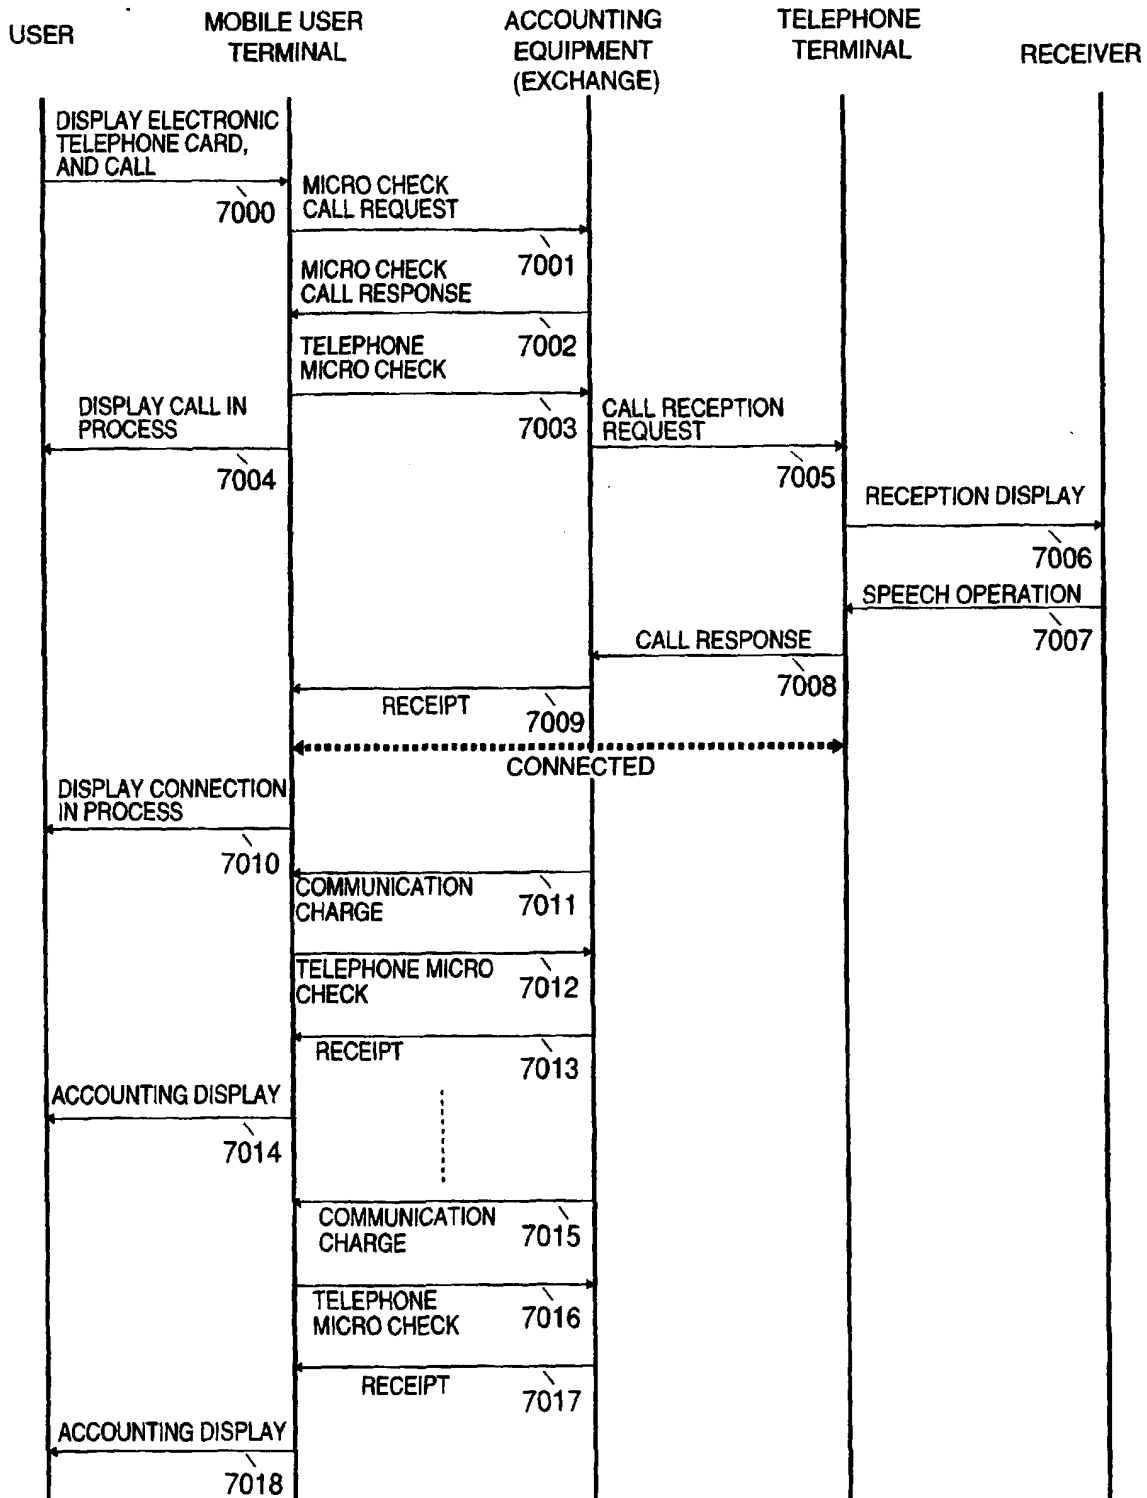 USER
MOBILE USER
TERMINAL
ACCOUNTING
EQUIPMENT
(EXCHANGE)
TELEPHONE
TERMINAL
RECEIVER
DISPLAY ELECTRONIC
TELEPHONE CARD,
AND CALL
7000
MICRO CHECK
CALL REQUEST
7001
MICRO CHECK
CALL RESPONSE
7002
TELEPHONE
MICRO CHECK
7003
DISPLAY CALL IN
PROCESS
7004
CALL RECEPTION
REQUEST
7005
RECEPTION DISPLAY
7006
SPEECH OPERATION
7007
CALL RESPONSE
7008
RECEIPT
7009
CONNECTED
DISPLAY CONNECTION
IN PROCESS
7010
COMMUNICATION
CHARGE
7011
TELEPHONE MICRO
CHECK
7012
RECEIPT
7013
ACCOUNTING DISPLAY
7014
COMMUNICATION
CHARGE
7015
TELEPHONE
MICRO CHECK
7016
RECEIPT
7017
ACCOUNTING DISPLAY
7018